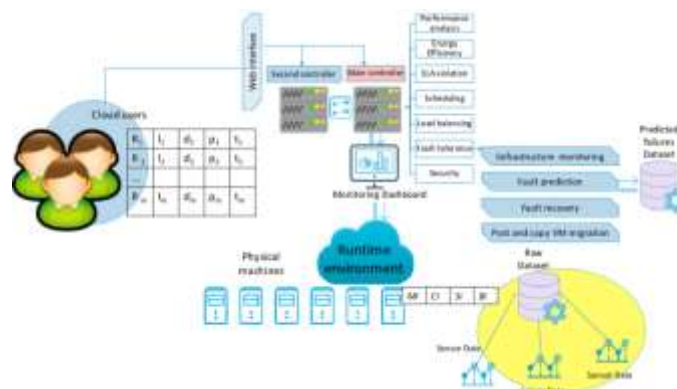 Performance
analysis
Energy
Efficiency
SLA violation
Scheduling
Load balancing
Fault tolerance
Security
Web interface
Second controller
Main controller
Cloud users
Monitoring Dashboard
Infrastructure monitoring
Fault prediction
Fault recovery
Post and copy VM migration
Predicted
failures
Dataset
Runtime
environment
Physical
machines
Raw
Dataset
Sensor Data
Sensor Data
Sensor Data